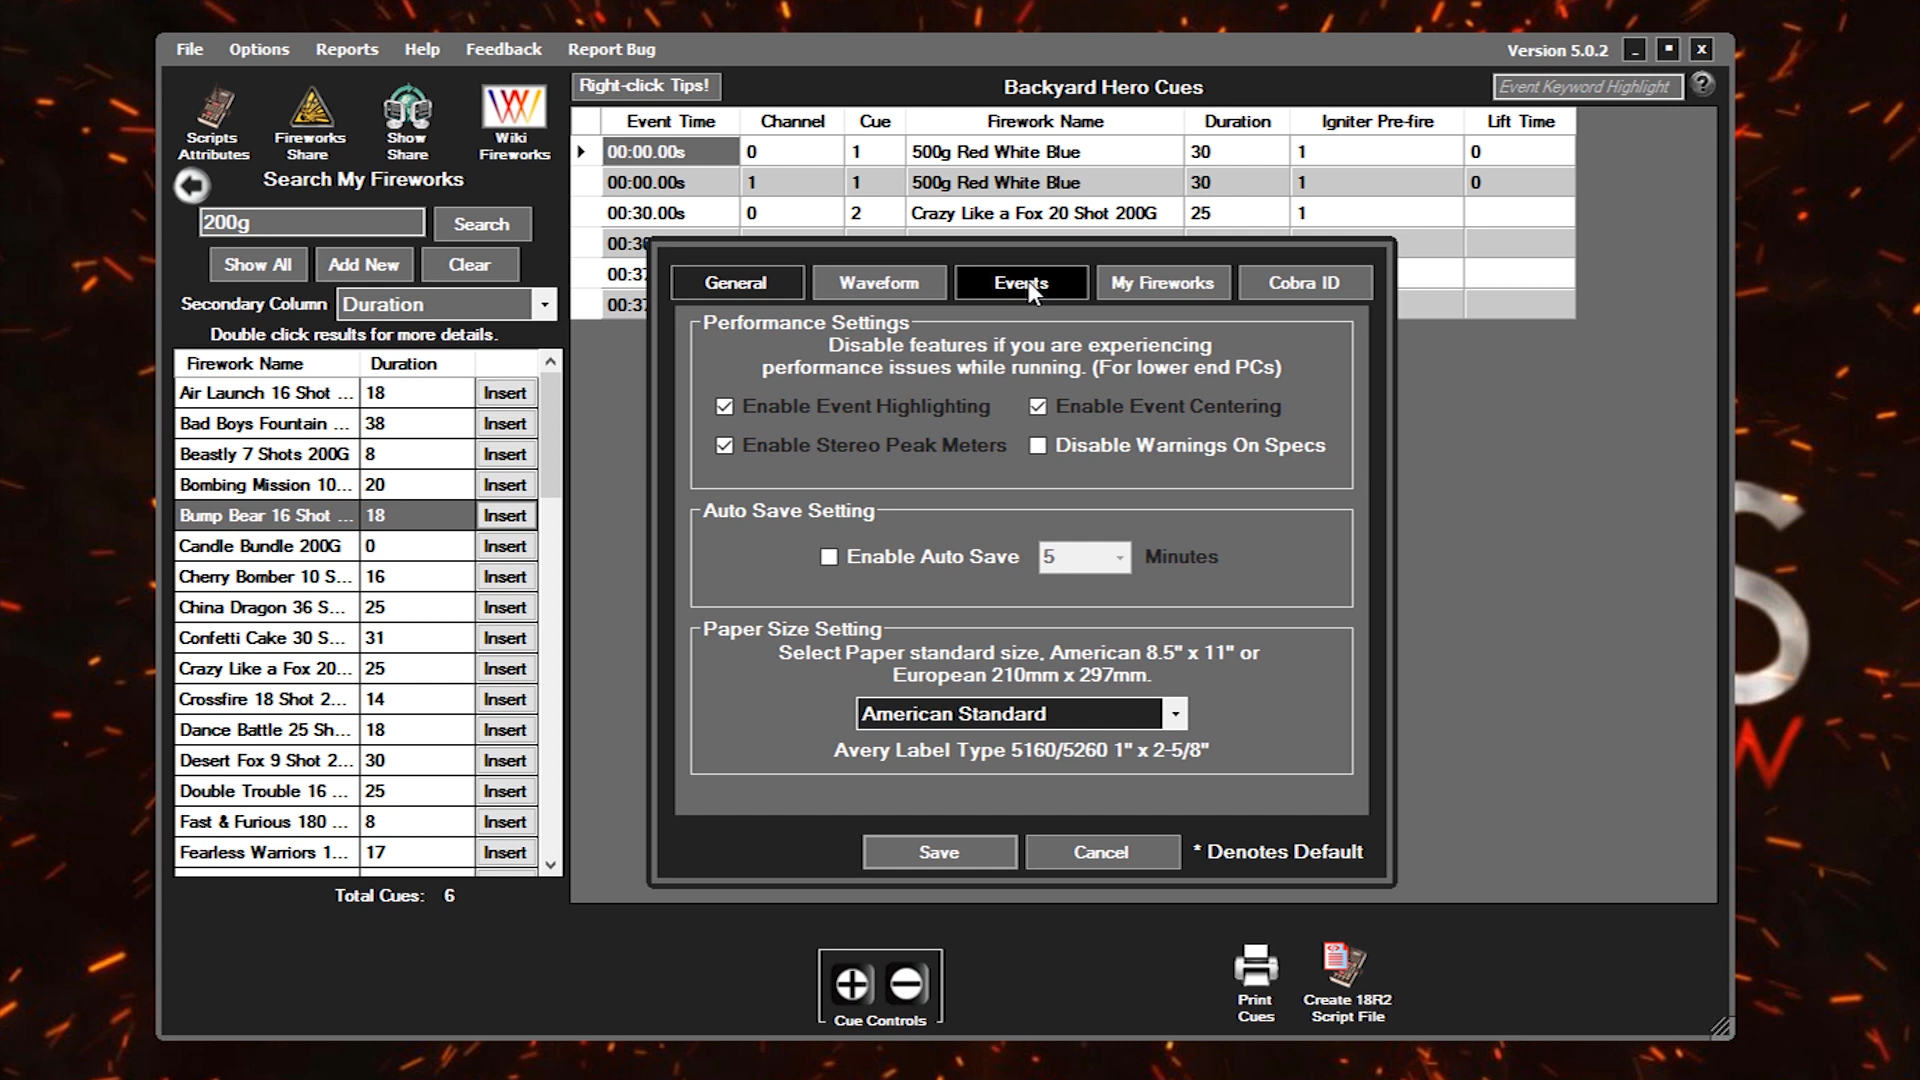 File Options Reports Help Feedback Report Bug
Version 5.0.2
Right-click Tips!
Backyard Hero Cues
Event Keyword Highlight
Scripts Attributes
Fireworks Share
Show Share
Wiki Fireworks
Search My Fireworks
200g
Search
Show All Add New Clear
Secondary Column Duration
Double click results for more details.
Firework Name Duration
Air Launch 16 Shot ... 18 Insert
Bad Boys Fountain ... 38 Insert
Beastly 7 Shots 200G 8 Insert
Bombing Mission 10... 20 Insert
Bump Bear 16 Shot ... 18 Insert
Candle Bundle 200G 0 Insert
Cherry Bomber 10 S... 16 Insert
China Dragon 36 S... 25 Insert
Confetti Cake 30 S... 31 Insert
Crazy Like a Fox 20... 25 Insert
Crossfire 18 Shot 2... 14 Insert
Dance Battle 25 Sh... 18 Insert
Desert Fox 9 Shot 2... 30 Insert
Double Trouble 16 ... 25 Insert
Fast & Furious 180 ... 8 Insert
Fearless Warriors 1... 17 Insert
Total Cues: 6
Event Time Channel Cue Firework Name Duration Igniter Pre-fire Lift Time
00:00.00s 0 1 500g Red White Blue 30 1 0
00:00.00s 1 1 500g Red White Blue 30 1 0
00:30.00s 0 2 Crazy Like a Fox 20 Shot 200G 25 1
00:30
00:37
00:37
General Waveform Events My Fireworks Cobra ID
Performance Settings
Disable features if you are experiencing
performance issues while running. (For lower end PCs)
Enable Event Highlighting Enable Event Centering
Enable Stereo Peak Meters Disable Warnings On Specs
Auto Save Setting
Enable Auto Save 5 Minutes
Paper Size Setting
Select Paper standard size, American 8.5" x 11" or
European 210mm x 297mm.
American Standard
Avery Label Type 5160/5260 1" x 2-5/8"
Save Cancel * Denotes Default
Cue Controls
Print Cues
Create 18R2 Script File